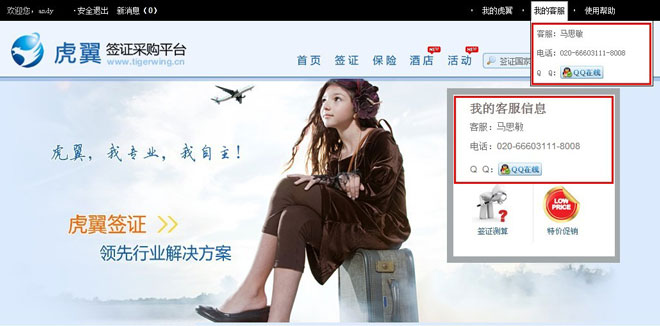 欢迎您，andy ·安全退出 新消息（0） ·我的虎翼 ·我的客服 ·使用帮助
客服：马思敏
电话：020-66603111-8008
Q Q：QQ在线
虎翼 签证采购平台
www.tigerwing.cn
首页 签证 保险 酒店 活动 签证国家
我的客服信息
客服：马思敏
电话：020-66603111-8008
Q Q：QQ在线
虎翼，我专业，我自主！
LOW PRICE
签证测算 特价促销
虎翼签证
领先行业解决方案